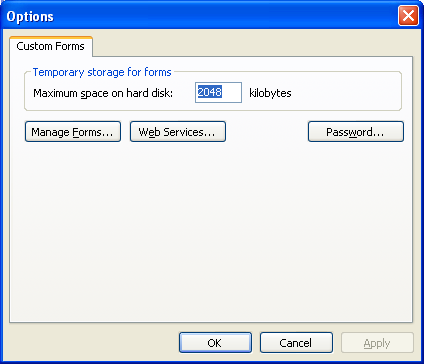 Options
Custom Forms
Temporary storage for forms
Maximum space on hard disk: 2048 kilobytes
Manage Forms... Web Services... Password...
OK Cancel Apply